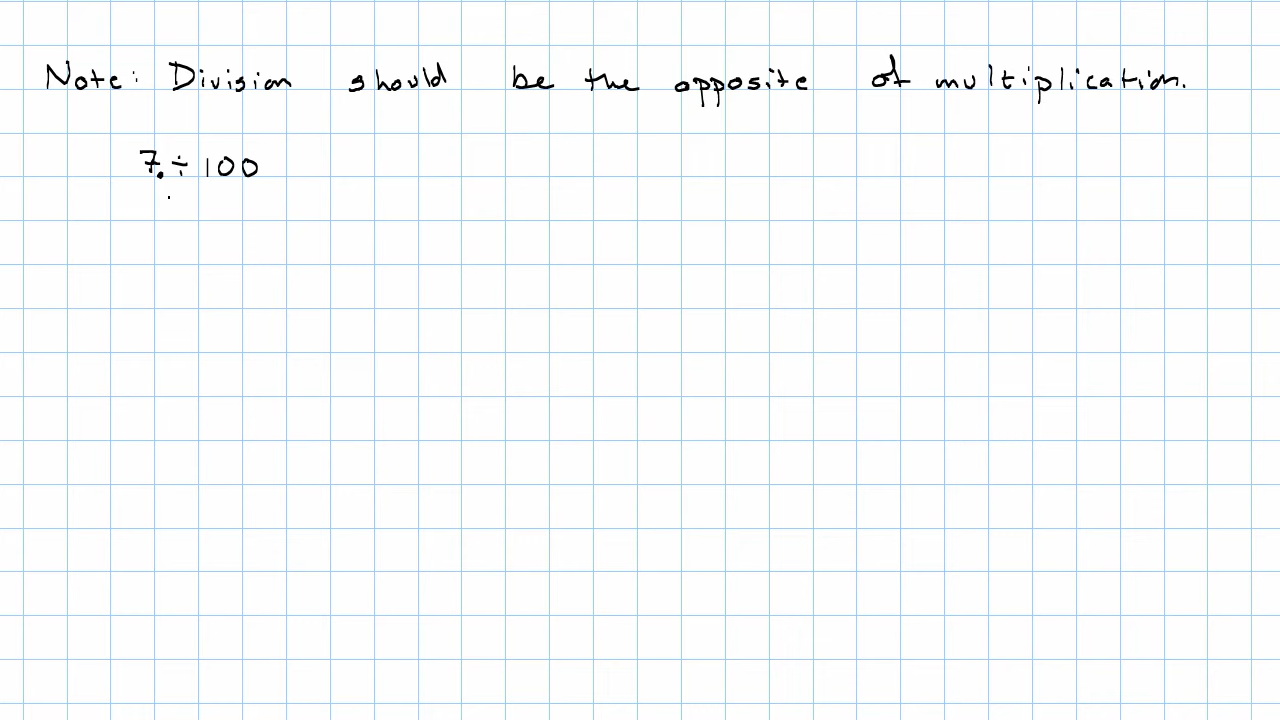 Note: Division should be the opposite of multiplication.
7. ÷ 100